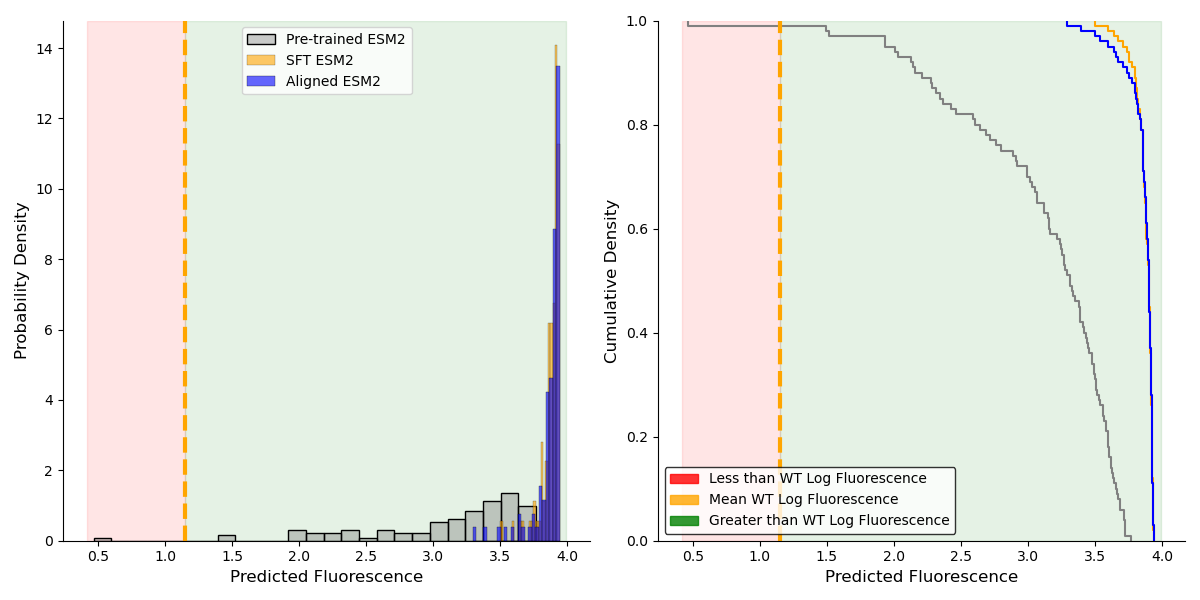 Pre-trained ESM2
SFT ESM2
Aligned ESM2
Probability Density
0
2
4
6
8
10
12
14
0.5 1.0 1.5 2.0 2.5 3.0 3.5 4.0
Predicted Fluorescence
Cumulative Density
1.0
0.8
0.6
0.4
0.2
0.0
Less than WT Log Fluorescence
Mean WT Log Fluorescence
Greater than WT Log Fluorescence
0.5 1.0 1.5 2.0 2.5 3.0 3.5 4.0
Predicted Fluorescence